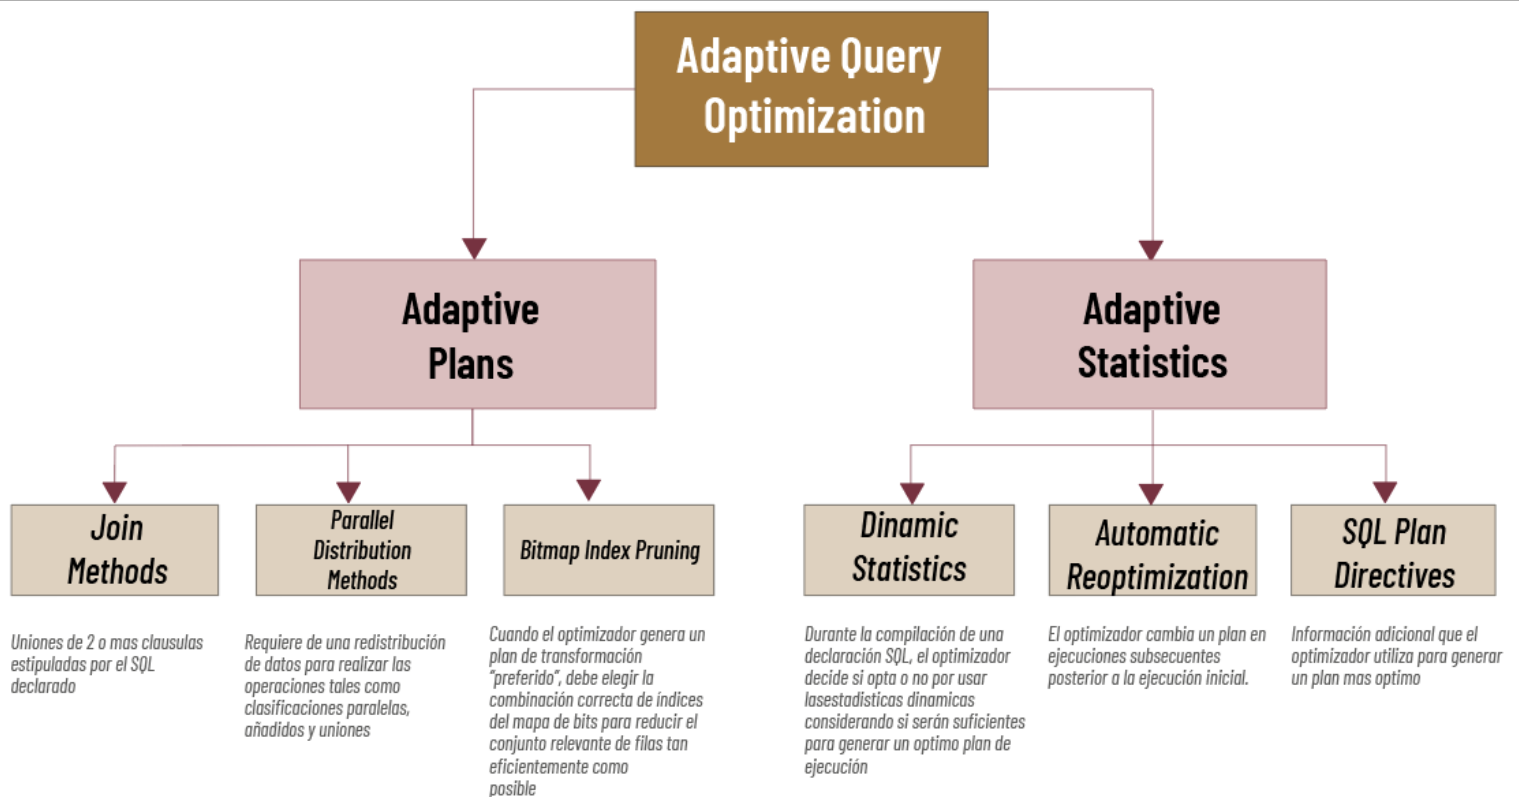 Adaptive Query
Optimization
Adaptive
Plans
Adaptive
Statistics
Join
Methods
Parallel
Distribution
Methods
Bitmap Index Pruning
Dinamic
Statistics
Automatic
Reoptimization
SQL Plan
Directives
Uniones de 2 o mas clausulas
estipuladas por el SQL
declarado
Requiere de una redistribución
de datos para realizar las
operaciones tales como
clasificaciones paralelas,
añadidos y uniones
Cuando el optimizador genera un
plan de transformación
"preferido", debe elegir la
combinación correcta de índices
del mapa de bits para reducir el
conjunto relevante de filas tan
eficientemente como
posible
Durante la compilación de una
declaración SQL, el optimizador
decide si opta o no por usar
lasestadisticas dinamicas
considerando si serán suficientes
para generar un optimo plan de
ejecución
El optimizador cambia un plan en
ejecuciones subsecuentes
posterior a la ejecución inicial.
Información adicional que el
optimizador utiliza para generar
un plan mas optimo